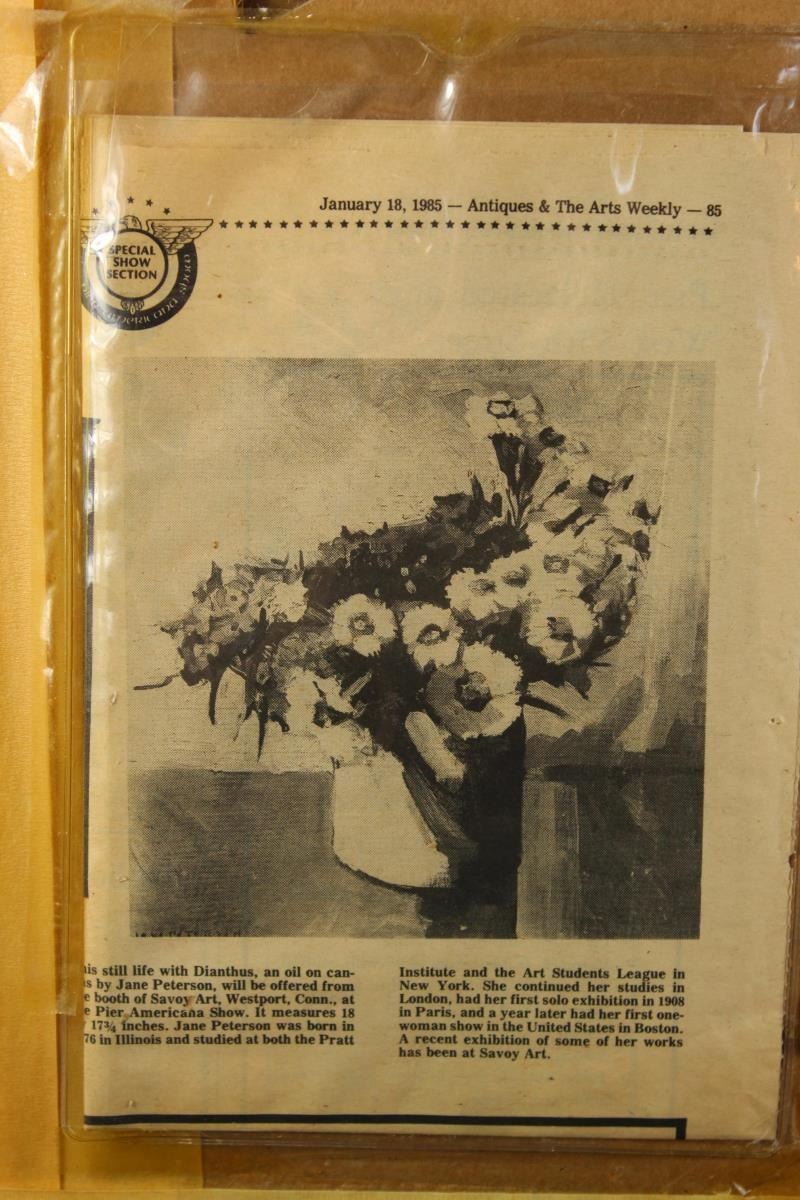 January 18, 1985 — Antiques & The Arts Weekly — 85
SPECIAL
SHOW
SECTION
JANE PETERSON
his still life with Dianthus, an oil on can-
s by Jane Peterson, will be offered from
e booth of Savoy Art, Westport, Conn., at
e Pier Americana Show. It measures 18
17¾ inches. Jane Peterson was born in
76 in Illinois and studied at both the Pratt
Institute and the Art Students League in
New York. She continued her studies in
London, had her first solo exhibition in 1908
in Paris, and a year later had her first one-
woman show in the United States in Boston.
A recent exhibition of some of her works
has been at Savoy Art.